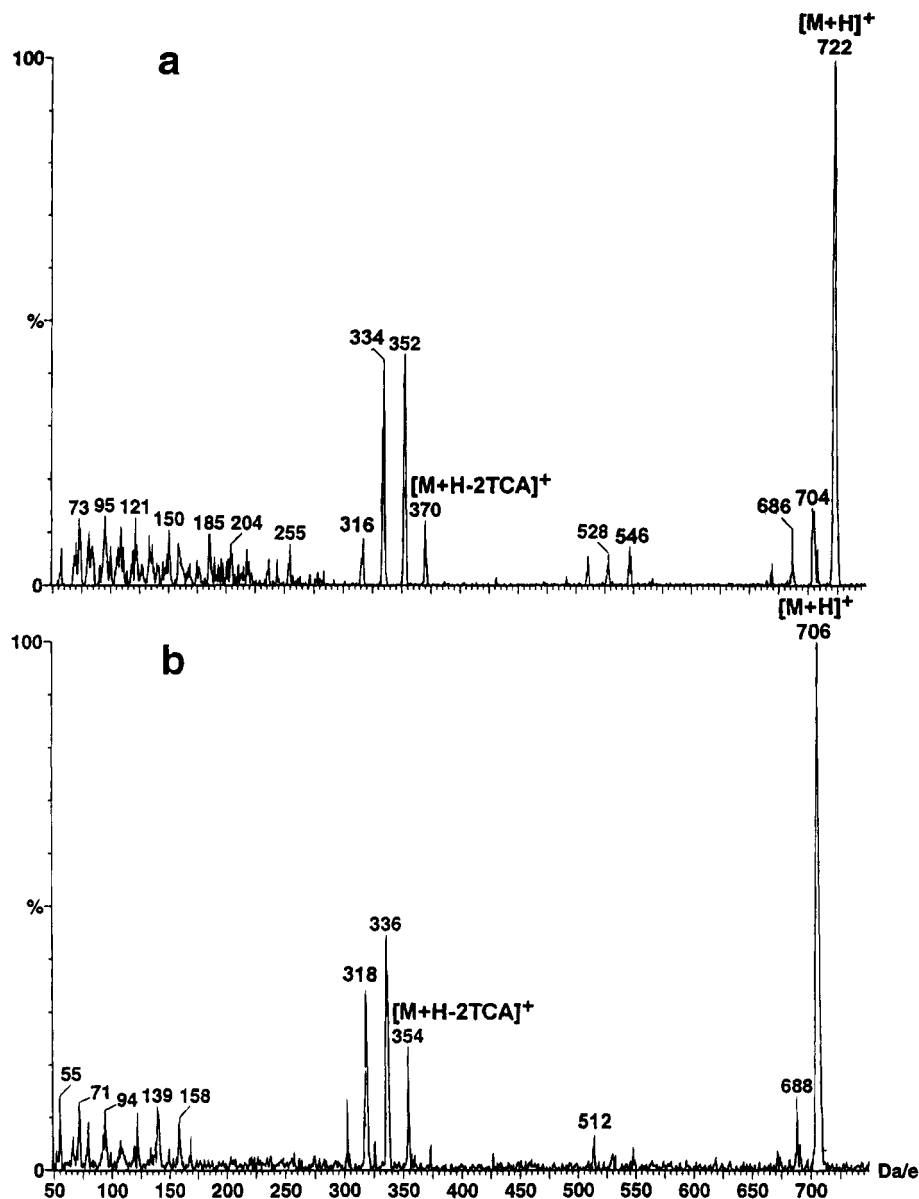 [M+H]+
722
100
a
%
334 352
[M+H-2TCA]+
370
73 95 121 150 185 204 255 316 528 546 686 704
0
[M+H]+
706
100
b
%
336
318
[M+H-2TCA]+
354
55 71 94 139 158 512 688
0
50 100 150 200 250 300 350 400 450 500 550 600 650 700 Da/e